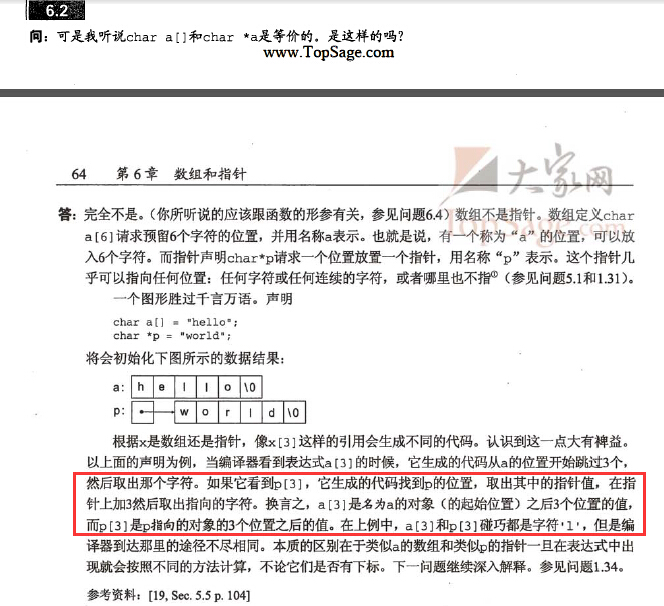 6.2
问：可是我听说char a[]和char *a是等价的。是这样的吗?
www.TopSage.com
64 第6章 数组和指针
大家网
TopSage.com
答：完全不是。（你所听说的应该跟函数的形参有关，参见问题6.4）数组不是指针。数组定义char
a[6]请求预留6个字符的位置，并用名称a表示。也就是说，有一个称为“a”的位置，可以放
入6个字符。而指针声明char*p请求一个位置放置一个指针，用名称“p”表示。这个指针几
乎可以指向任何位置：任何字符或任何连续的字符，或者哪里也不指①（参见问题5.1和1.31）。
一个图形胜过千言万语。声明
char a[] = "hello";
char *p = "world";
将会初始化下图所示的数据结果：
a: h e l l o \0
p: w o r l d \0
根据x是数组还是指针，像x[3]这样的引用会生成不同的代码。认识到这一点大有裨益。
以上面的声明为例，当编译器看到表达式a[3]的时候，它生成的代码从a的位置开始跳过3个，
然后取出那个字符。如果它看到p[3]，它生成的代码找到p的位置，取出其中的指针值，在指
针上加3然后取出指向的字符。换言之，a[3]是名为a的对象（的起始位置）之后3个位置的值，
而p[3]是p指向的对象的3个位置之后的值。在上例中，a[3]和p[3]碰巧都是字符'l'，但是编
译器到达那里的途径不尽相同。本质的区别在于类似a的数组和类似p的指针一旦在表达式中出
现就会按照不同的方法计算，不论它们是否有下标。下一问题继续深入解释。参见问题1.34。
参考资料：[19, Sec. 5.5 p. 104]